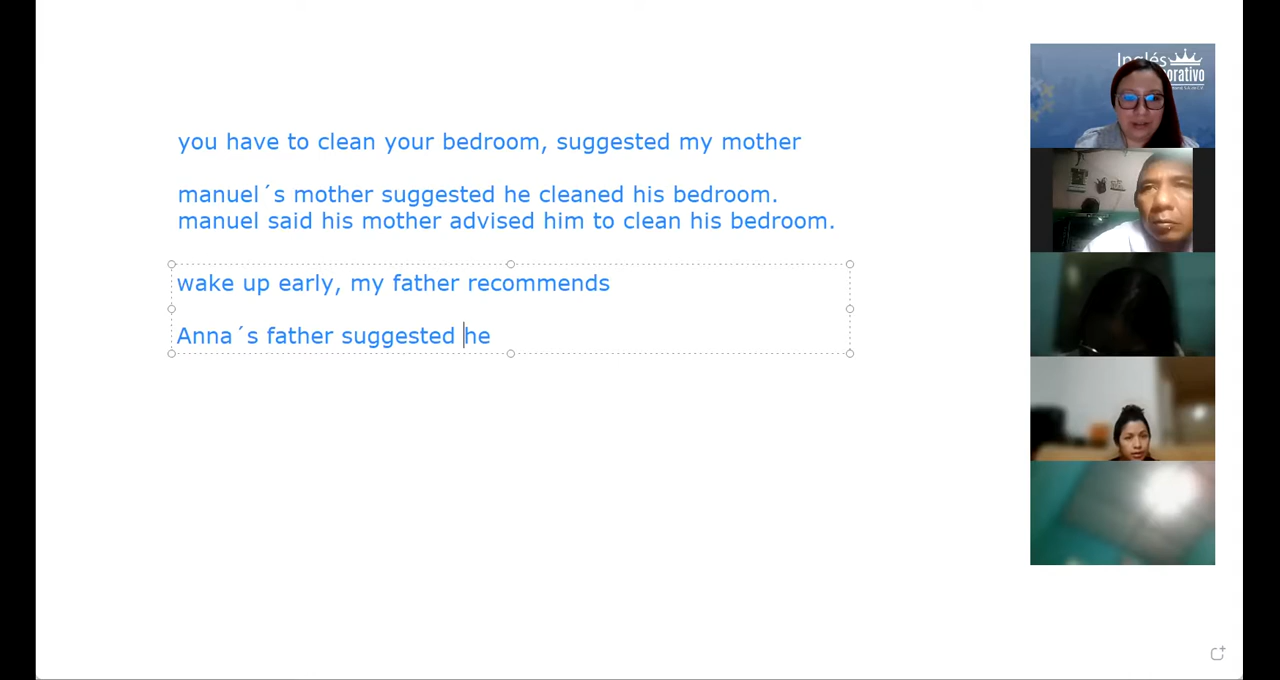 you have to clean your bedroom, suggested my mother
manuel´s mother suggested he cleaned his bedroom.
manuel said his mother advised him to clean his bedroom.
wake up early, my father recommends
Anna´s father suggested he
Inglés